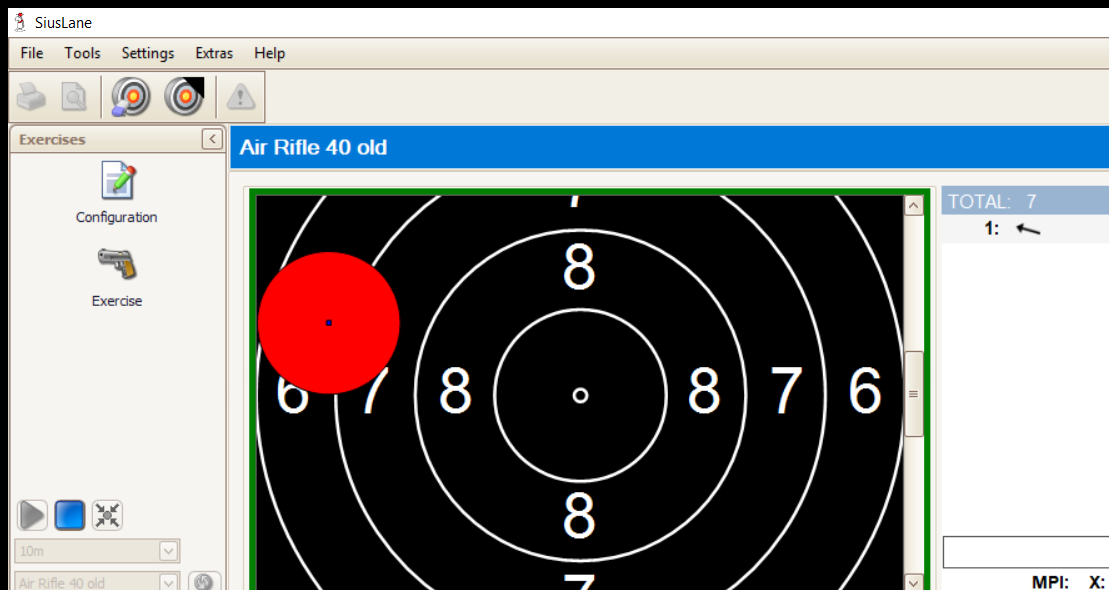 SiusLane
File Tools Settings Extras Help
Exercises
Air Rifle 40 old
Configuration
Exercise
10m
Air Rifle 40 old
7
8
6 7 8 8 7 6
8
7
TOTAL: 7
1:
MPI: X: